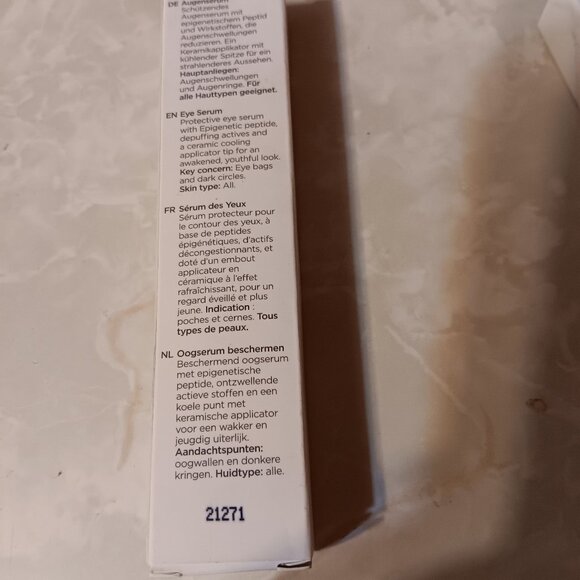 DE Augenserum
Schützendes
Augenserum mit
epigenetischem Peptid
und Wirkstoffen, die
Augenschwellungen
reduzieren. Ein
Keramikapplikator mit
kühlender Spitze für ein
strahlenderes Aussehen.
Hauptanliegen:
Augenschwellungen
und Augenringe. Für
alle Hauttypen geeignet.
EN Eye Serum
Protective eye serum
with Epigenetic peptide,
depuffing actives and
a ceramic cooling
applicator tip for an
awakened, youthful look.
Key concern: Eye bags
and dark circles.
Skin type: All.
FR Sérum des Yeux
Sérum protecteur pour
le contour des yeux, à
base de peptides
épigénétiques, d'actifs
décongestionnants, et
doté d'un embout
applicateur en
céramique à l'effet
rafraîchissant, pour un
regard éveillé et plus
jeune. Indication :
poches et cernes. Tous
types de peaux.
NL Oogserum beschermen
Beschermend oogserum
met epigenetische
peptide, ontzwellende
actieve stoffen en een
koele punt met
keramische applicator
voor een wakker en
jeugdig uiterlijk.
Aandachtspunten:
oogwallen en donkere
kringen. Huidtype: alle.
21271